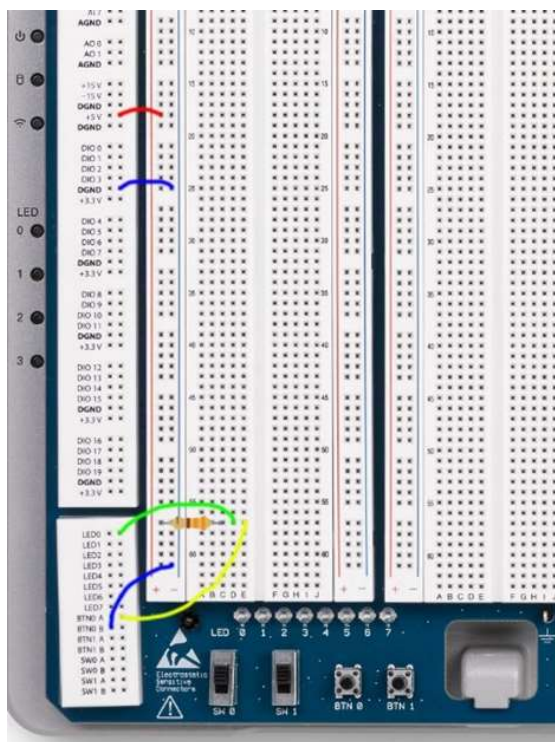 AGND
AO 0
AO 1
AGND
+15 V
-15 V
DGND
+5 V
DGND
DIO 0
DIO 1
DIO 2
DIO 3
DGND
+3.3 V
LED
0
1
2
3
DIO 4
DIO 5
DIO 6
DIO 7
DGND
+3.3 V
DIO 8
DIO 9
DIO 10
DIO 11
DGND
+3.3 V
DIO 12
DIO 13
DIO 14
DIO 15
DGND
+3.3 V
DIO 16
DIO 17
DIO 18
DIO 19
DGND
+3.3 V
LED0
LED1
LED2
LED3
LED4
LED5
LED6
LED7
BTN0 A
BTN0 B
BTN1 A
BTN1 B
SW0 A
SW0 B
SW1 A
SW1 B
10
15
20
25
30
35
40
45
50
55
60
+ −
B C D E
F G H I J
+ −
+ −
A B C D E
F G H I
LED 0 1 2 3 4 5 6 7
Electrostatic
Sensitive
Connectors
SW 0
SW 1
BTN 0
BTN 1